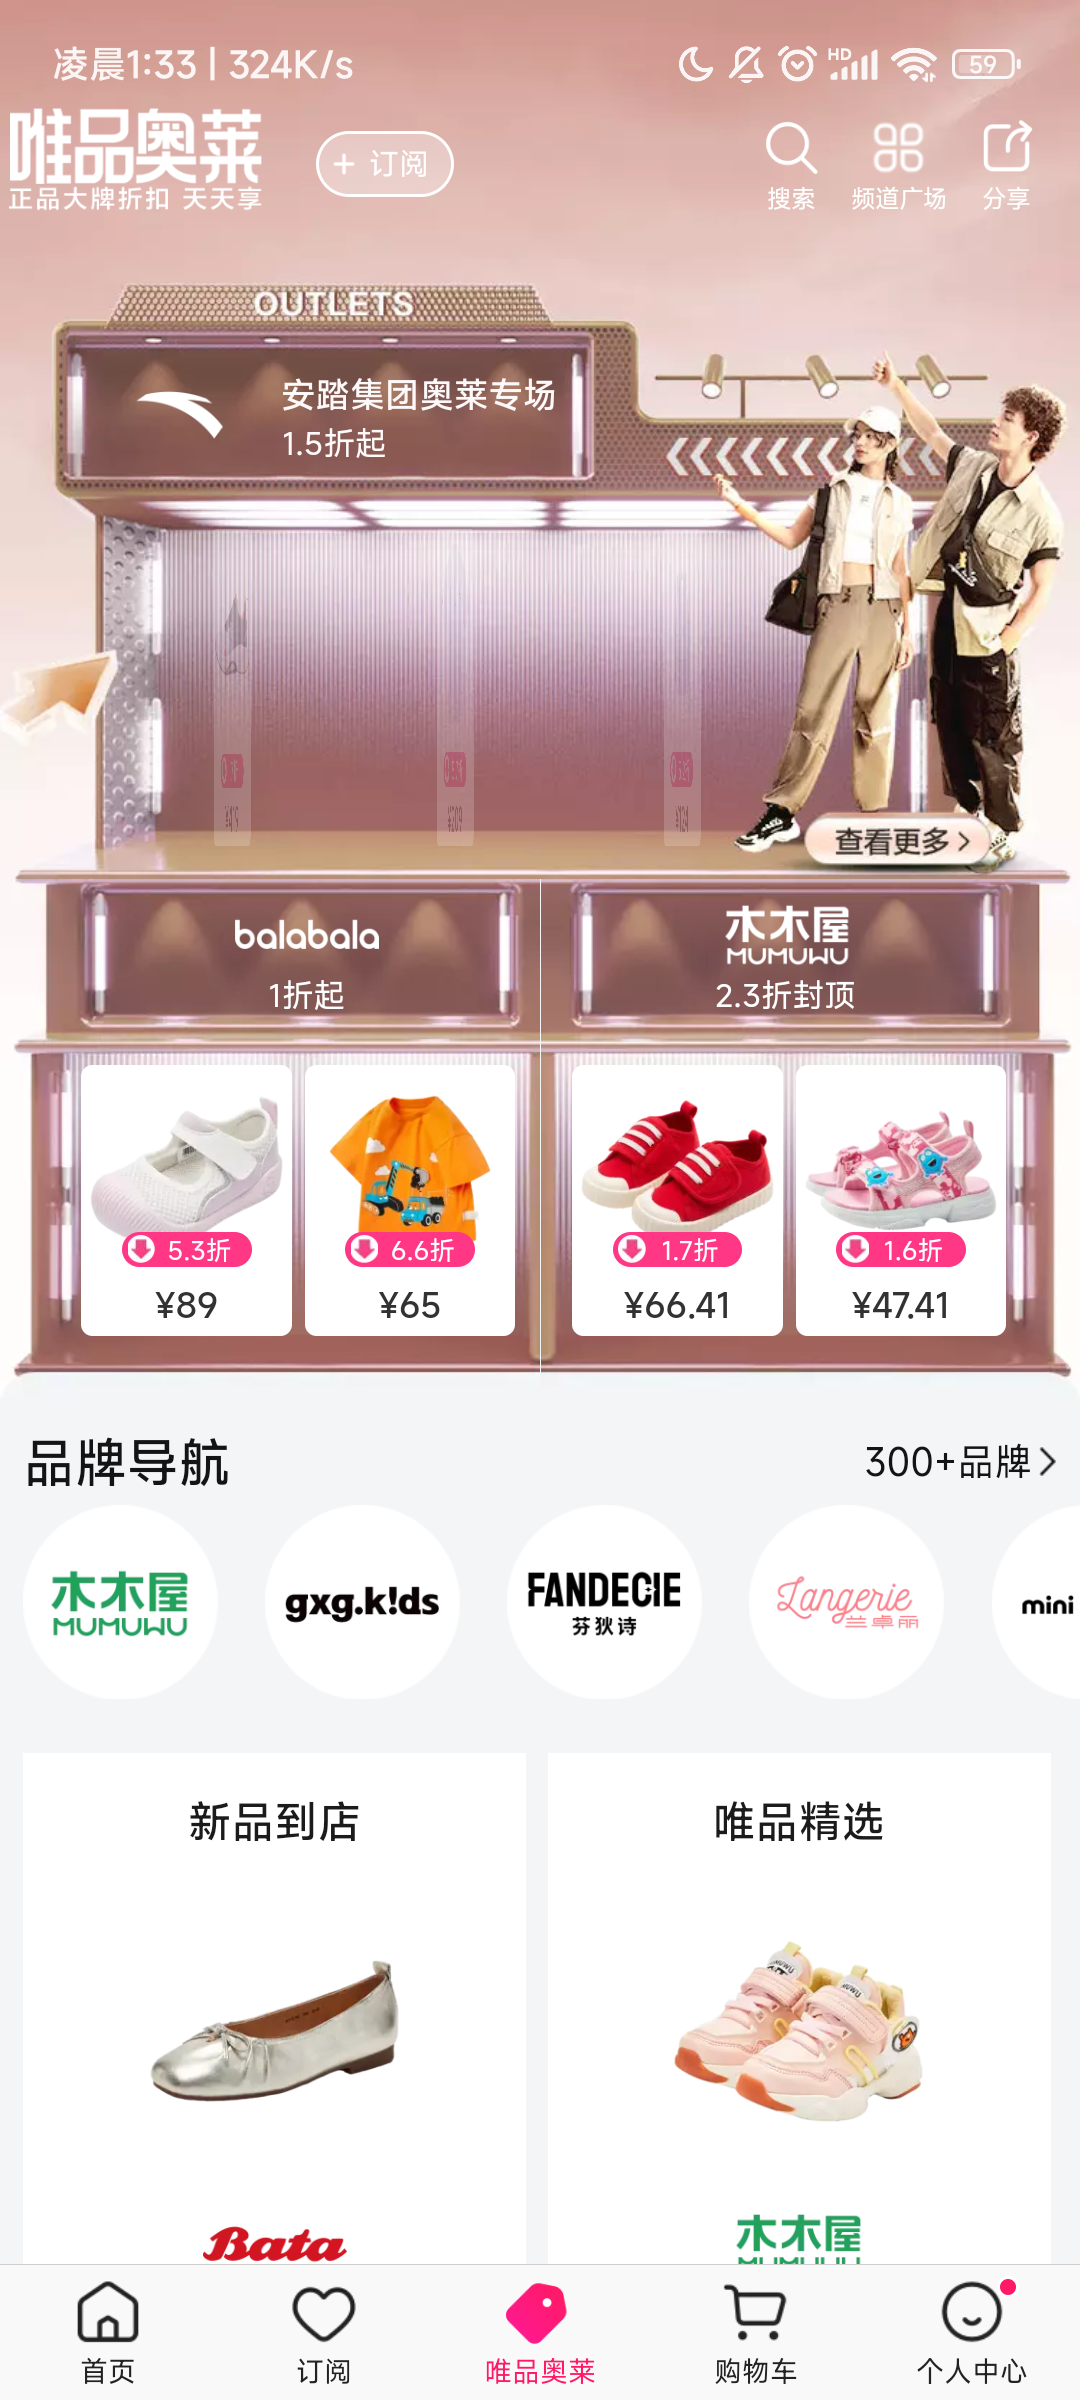 凌晨1:33 | 324K/s
HD
59
唯品奥莱
正品大牌折扣 天天享
+ 订阅
搜索
频道广场
分享
OUTLETS
安踏集团奥莱专场
1.5折起
查看更多
balabala
1折起
木木屋
MUMUWU
2.3折封顶
5.3折
¥89
6.6折
¥65
1.7折
¥66.41
1.6折
¥47.41
品牌导航
300+品牌
木木屋
MUMUWU
gxg.k!ds
FANDECIE
芬狄诗
Langerie
兰卓丽
mini
新品到店
唯品精选
MUMUWU
Bata
木木屋
MUMUWU
首页
订阅
唯品奥莱
购物车
个人中心